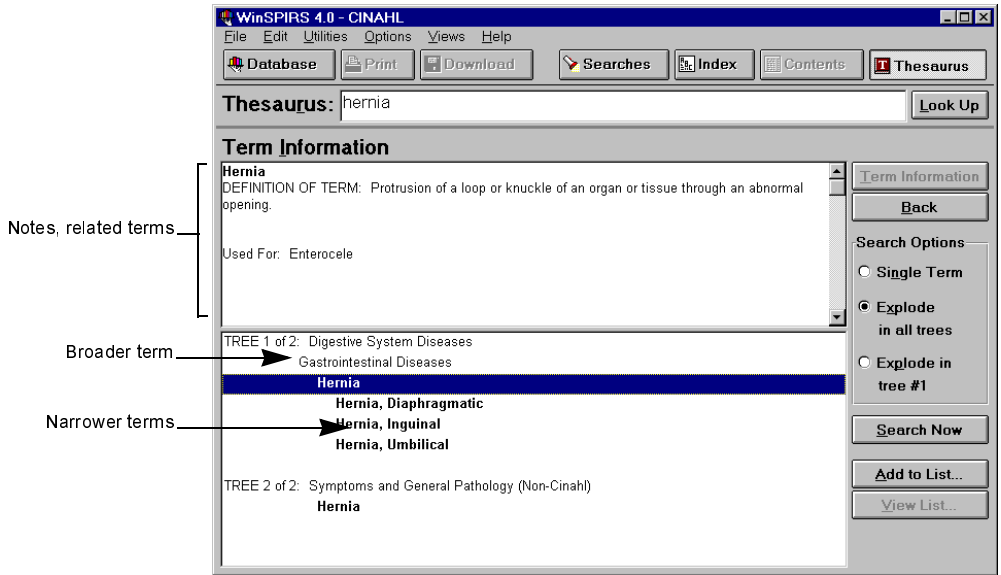 WinSPIRS 4.0 - CINAHL
File Edit Utilities Options Views Help
Database Print Download Searches Index Contents Thesaurus
Thesaurus: hernia Look Up
Term Information
Hernia
DEFINITION OF TERM: Protrusion of a loop or knuckle of an organ or tissue through an abnormal
opening.
Used For: Enterocele
Notes, related terms
Term Information
Back
Search Options
Single Term
Explode
in all trees
Explode in
tree #1
Search Now
Add to List...
View List...
TREE 1 of 2: Digestive System Diseases
Broader term
Gastrointestinal Diseases
Hernia
Hernia, Diaphragmatic
Narrower terms
Hernia, Inguinal
Hernia, Umbilical
TREE 2 of 2: Symptoms and General Pathology (Non-Cinahl)
Hernia